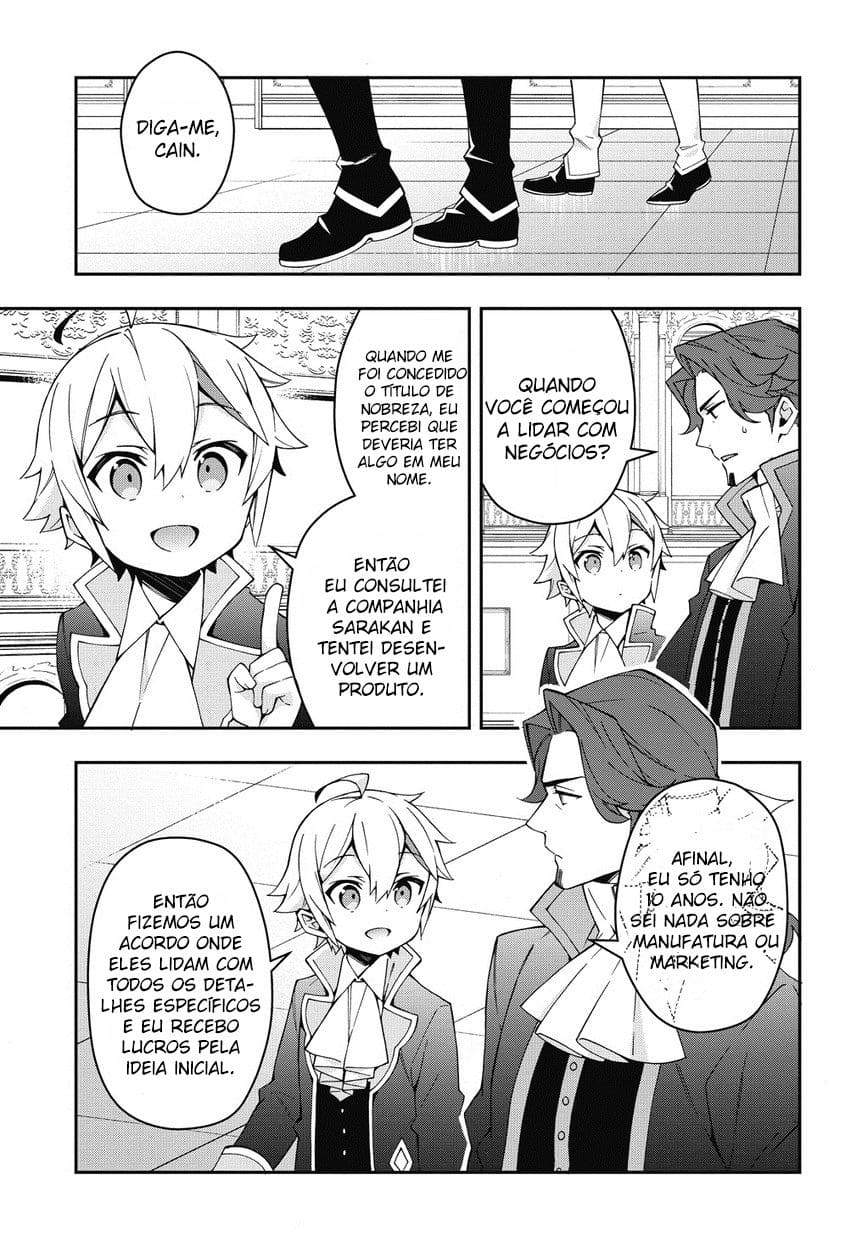 DIGA-ME,
CAIN.
QUANDO
VOCÊ COMEÇOU
A LIDAR COM
NEGÓCIOS?
QUANDO ME
FOI CONCEDIDO
O TÍTULO DE
NOBREZA, EU
PERCEBI QUE
DEVERIA TER
ALGO EM MEU
NOME.
ENTÃO
EU CONSULTEI
A COMPANHIA
SARAKAN E
TENTEI DESEN-
VOLVER UM
PRODUTO.
AFINAL,
EU SÓ TENHO
10 ANOS. NÃO
SEI NADA SOBRE
MANUFATURA OU
MARKETING.
ENTÃO
FIZEMOS UM
ACORDO ONDE
ELES LIDAM COM
TODOS OS DETA-
LHES ESPECÍFICOS
E EU RECEBO
LUCROS PELA
IDEIA INICIAL.